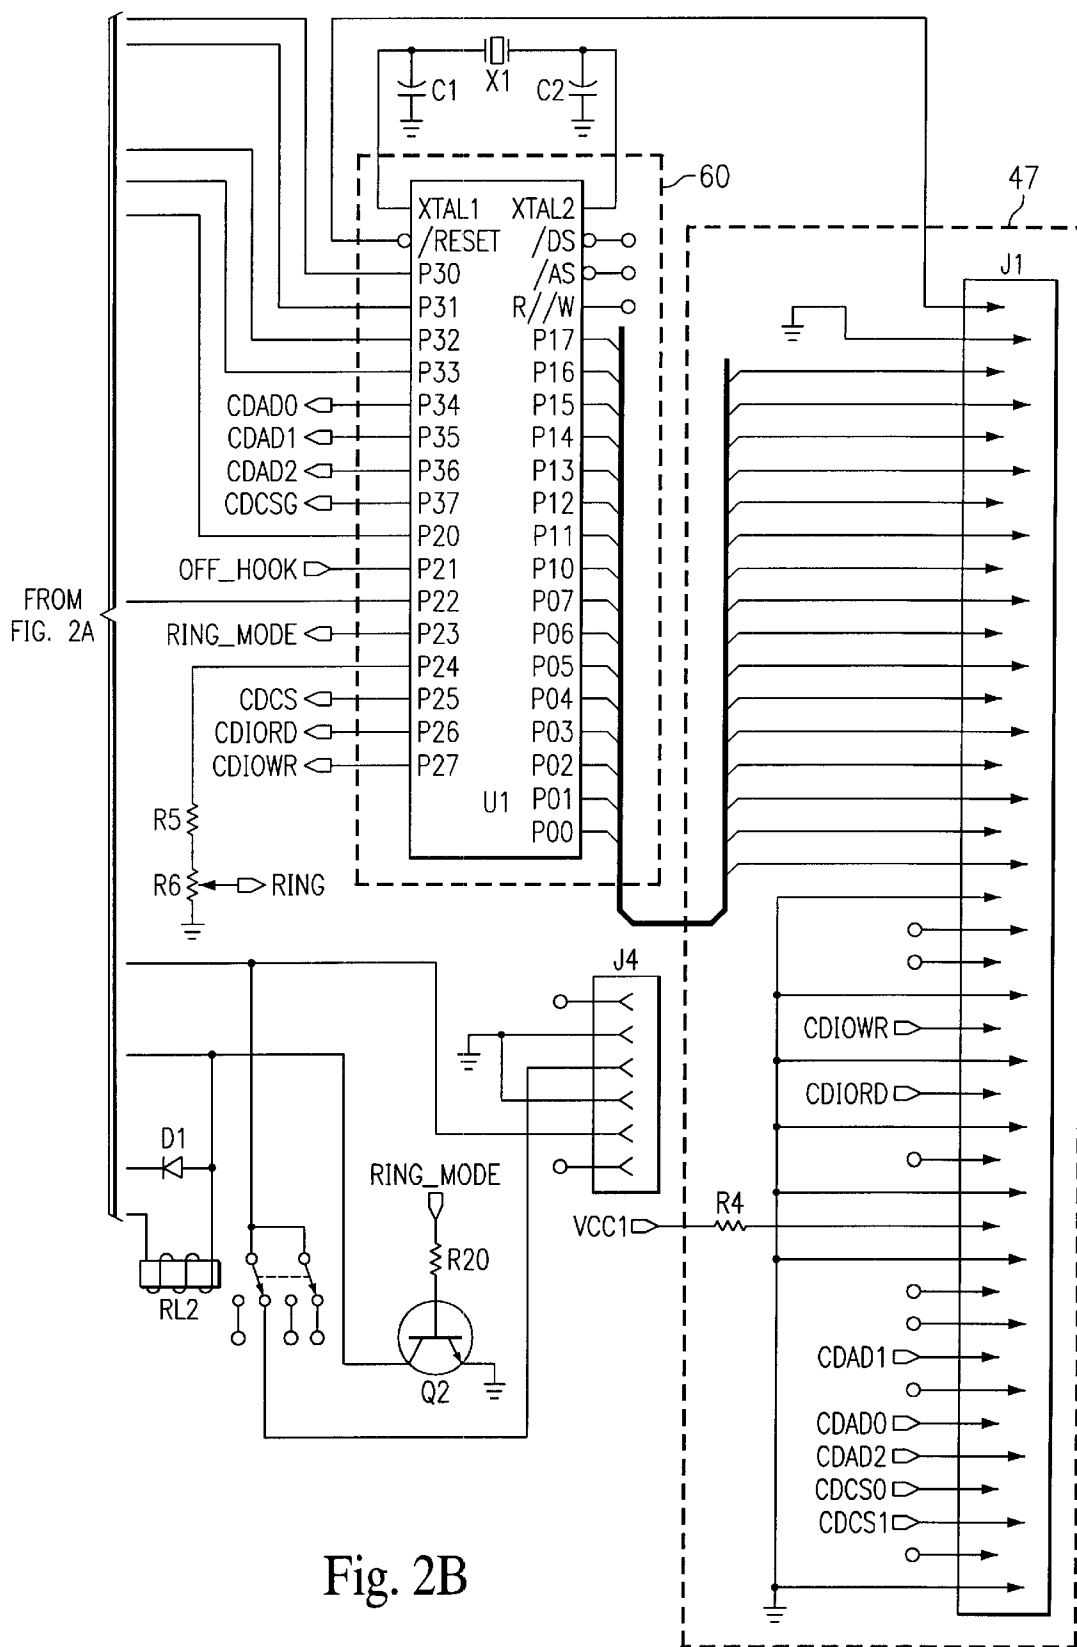 X1
C1
C2
60
47
XTAL1 XTAL2
/RESET /DS
P30 /AS
P31 R//W
P32 P17
P33 P16
CDAD0 P34 P15
CDAD1 P35 P14
CDAD2 P36 P13
CDCSG P37 P12
P20 P11
OFF_HOOK P21 P10
FROM
FIG. 2A
P22 P07
RING_MODE P23 P06
P24 P05
CDCS P25 P04
CDIORD P26 P03
CDIOWR P27 P02
U1 P01
P00
R5
R6 RING
J1
J4
CDIOWR
CDIORD
D1
RING_MODE
R20
VCC1 R4
RL2
Q2
CDAD1
CDAD0
CDAD2
CDCS0
CDCS1
Fig. 2B